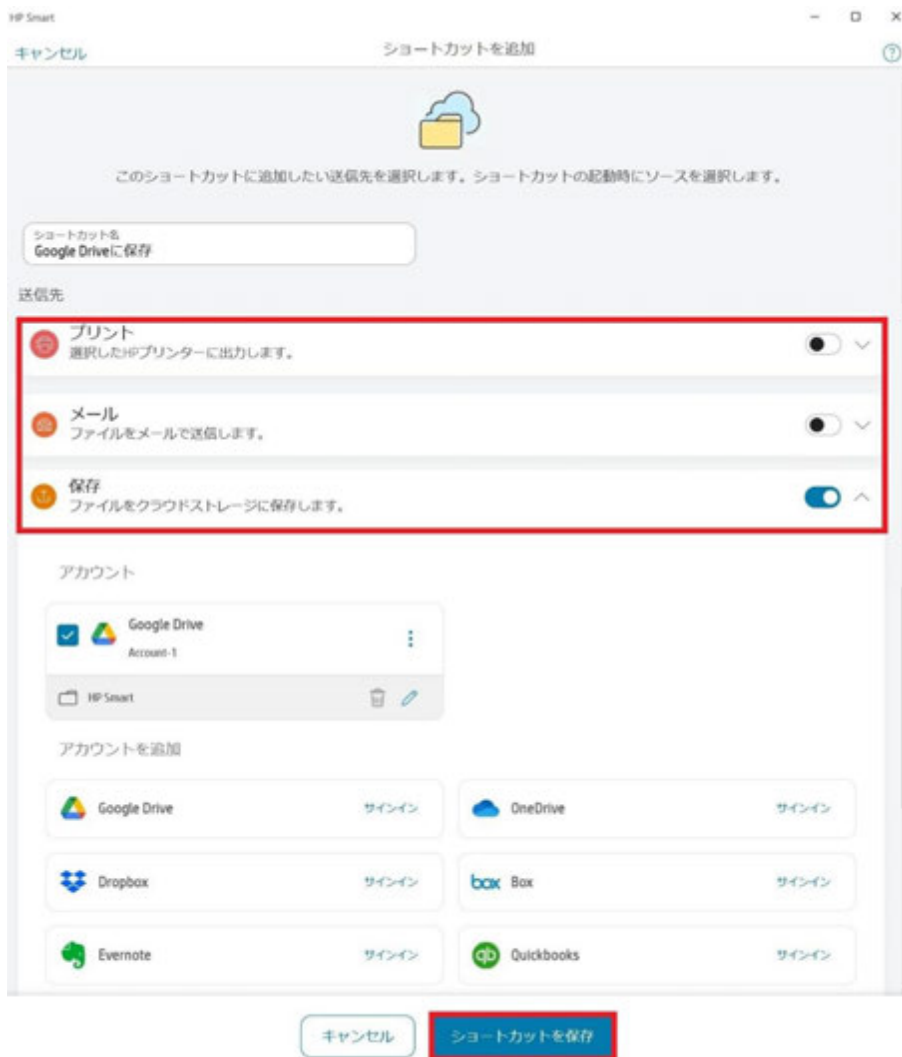 HP Smart
キャンセル
ショートカットを追加
このショートカットに追加したい送信先を選択します。ショートカットの起動時にソースを選択します。
ショートカット名
Google Driveに保存
送信先
プリント
選択したHPプリンターに出力します。
メール
ファイルをメールで送信します。
保存
ファイルをクラウドストレージに保存します。
アカウント
Google Drive
Account-1
HP Smart
アカウントを追加
Google Drive サインイン
OneDrive サインイン
Dropbox サインイン
box Box サインイン
Evernote サインイン
qb Quickbooks サインイン
キャンセル
ショートカットを保存